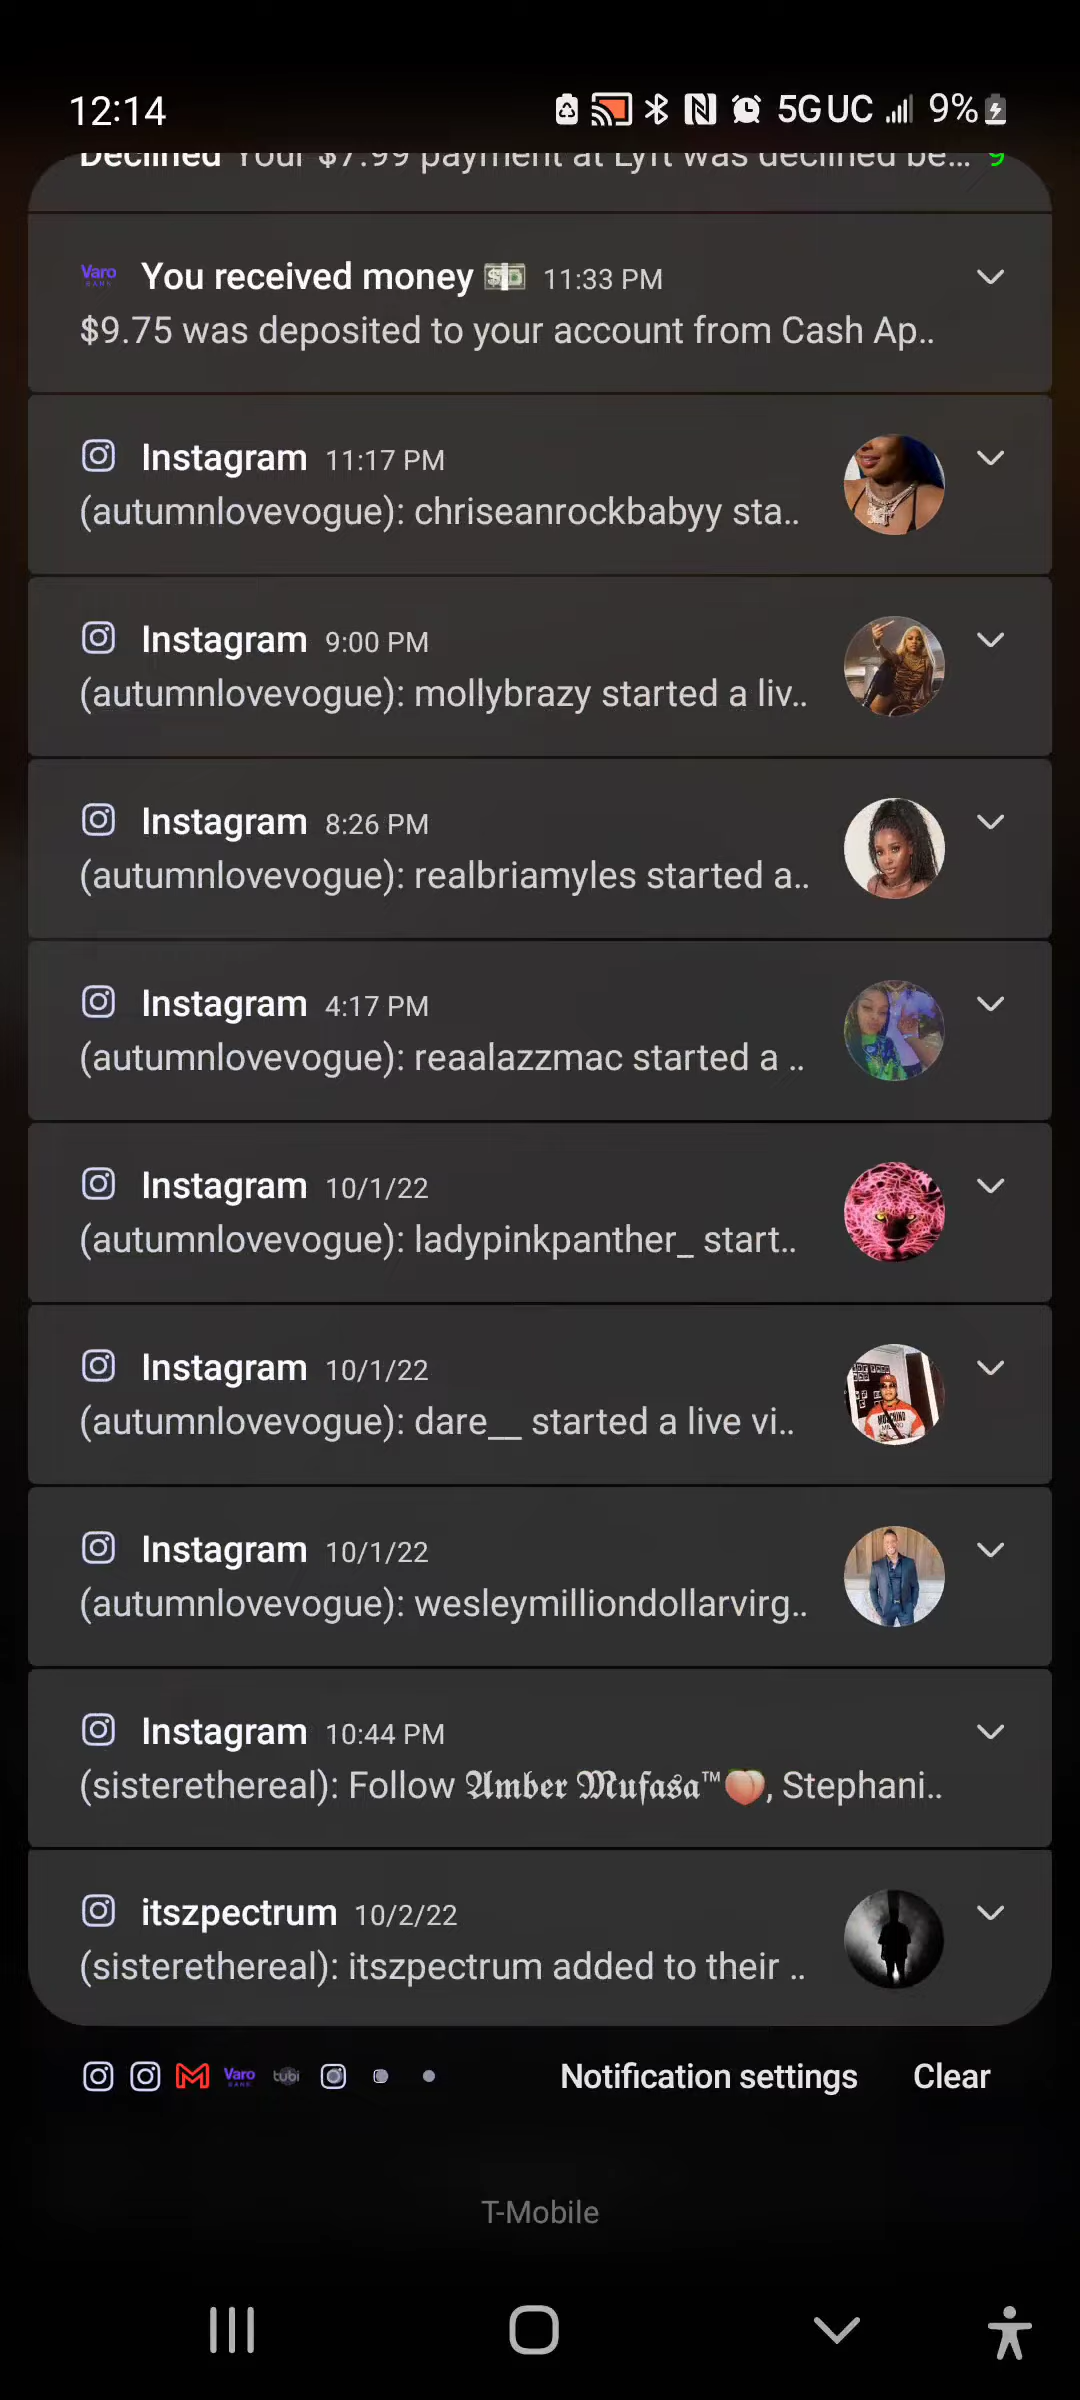 12:14 5G UC 9%
Declined Your $7.99 payment at Lyft was declined be... 9
Varo BANK You received money 💵 11:33 PM
$9.75 was deposited to your account from Cash Ap..
Instagram 11:17 PM
(autumnlovevogue): chriseanrockbabyy sta..
Instagram 9:00 PM
(autumnlovevogue): mollybrazy started a liv..
Instagram 8:26 PM
(autumnlovevogue): realbriamyles started a..
Instagram 4:17 PM
(autumnlovevogue): reaalazzmac started a ..
Instagram 10/1/22
(autumnlovevogue): ladypinkpanther_ start..
Instagram 10/1/22
(autumnlovevogue): dare__ started a live vi..
Instagram 10/1/22
(autumnlovevogue): wesleymilliondollarvirg..
Instagram 10:44 PM
(sisterethereal): Follow 𝕬𝖒𝖇𝖊𝖗 𝕸𝖚𝖋𝖆𝖘𝖆™🍑, Stephani..
itszpectrum 10/2/22
(sisterethereal): itszpectrum added to their ..
Varo BANK tubi Notification settings Clear
T-Mobile